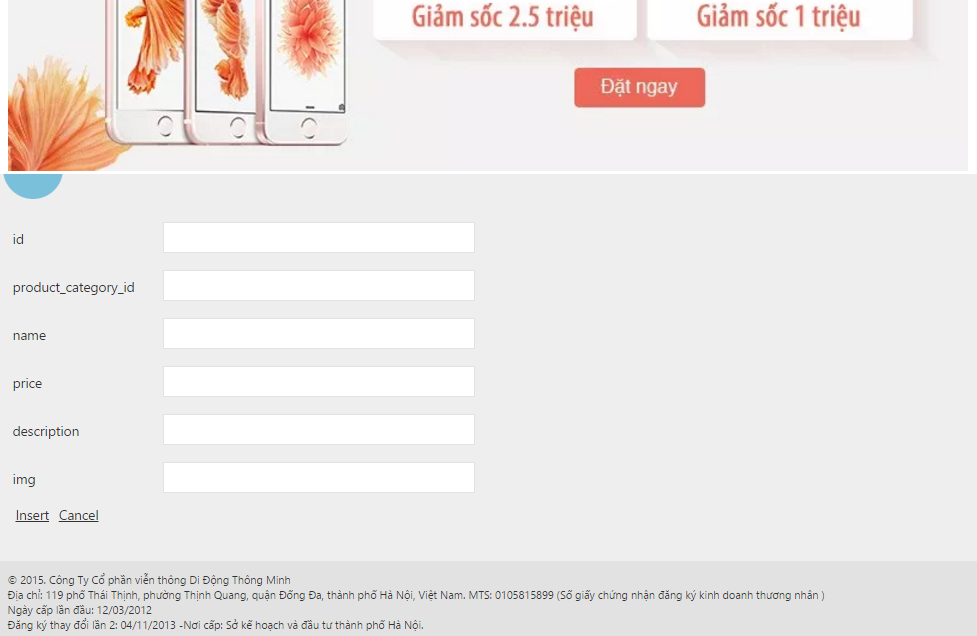 Giảm sốc 2.5 triệu Giảm sốc 1 triệu
Đặt ngay
id
product_category_id
name
price
description
img
Insert Cancel
© 2015. Công Ty Cổ phần viễn thông Di Động Thông Minh
Địa chỉ: 119 phố Thái Thịnh, phường Thịnh Quang, quận Đống Đa, thành phố Hà Nội, Việt Nam. MTS: 0105815899 (Số giấy chứng nhận đăng ký kinh doanh thương nhân )
Ngày cấp lần đầu: 12/03/2012
Đăng ký thay đổi lần 2: 04/11/2013 -Nơi cấp: Sở kế hoạch và đầu tư thành phố Hà Nội.